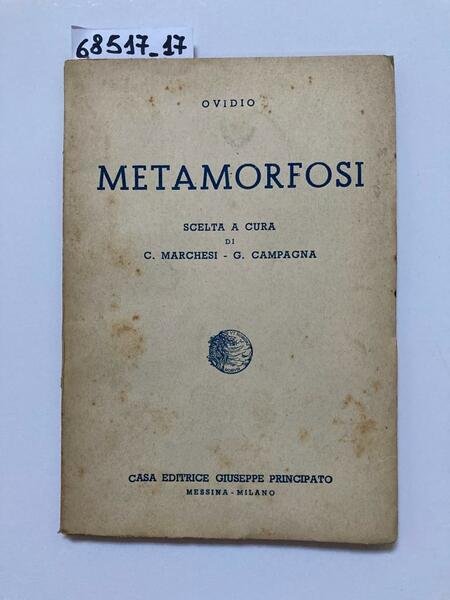 68517_17
OVIDIO
METAMORFOSI
SCELTA A CURA
DI
C. MARCHESI - G. CAMPAGNA
CASA EDITRICE GIUSEPPE PRINCIPATO
MESSINA - MILANO